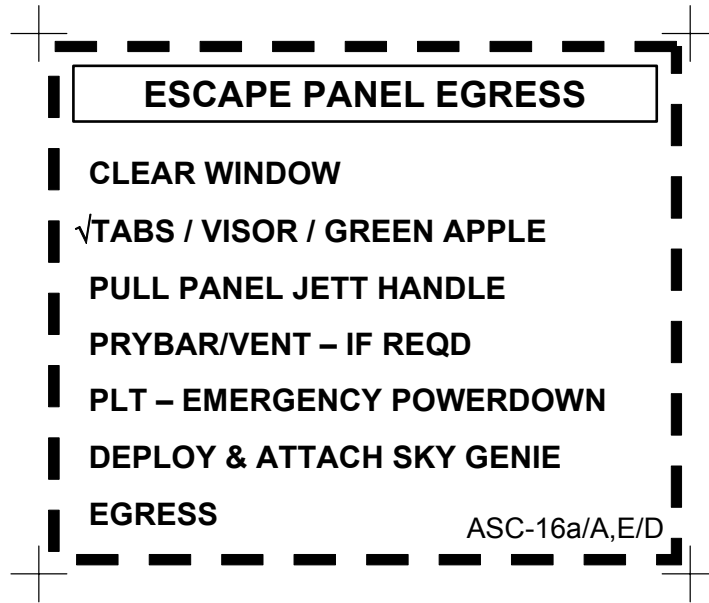 ESCAPE PANEL EGRESS
CLEAR WINDOW
√TABS / VISOR / GREEN APPLE
PULL PANEL JETT HANDLE
PRYBAR/VENT – IF REQD
PLT – EMERGENCY POWERDOWN
DEPLOY & ATTACH SKY GENIE
EGRESS
ASC-16a/A,E/D